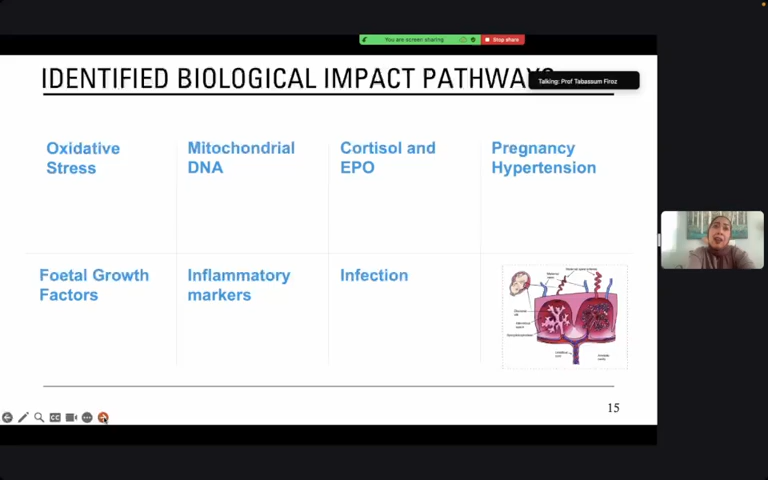 You are screen sharing
Stop share
IDENTIFIED BIOLOGICAL IMPACT PATHWAYS
Talking: Prof Tabassum Firoz
Oxidative
Stress
Mitochondrial
DNA
Cortisol and
EPO
Pregnancy
Hypertension
Foetal Growth
Factors
Inflammatory
markers
Infection
15
CC